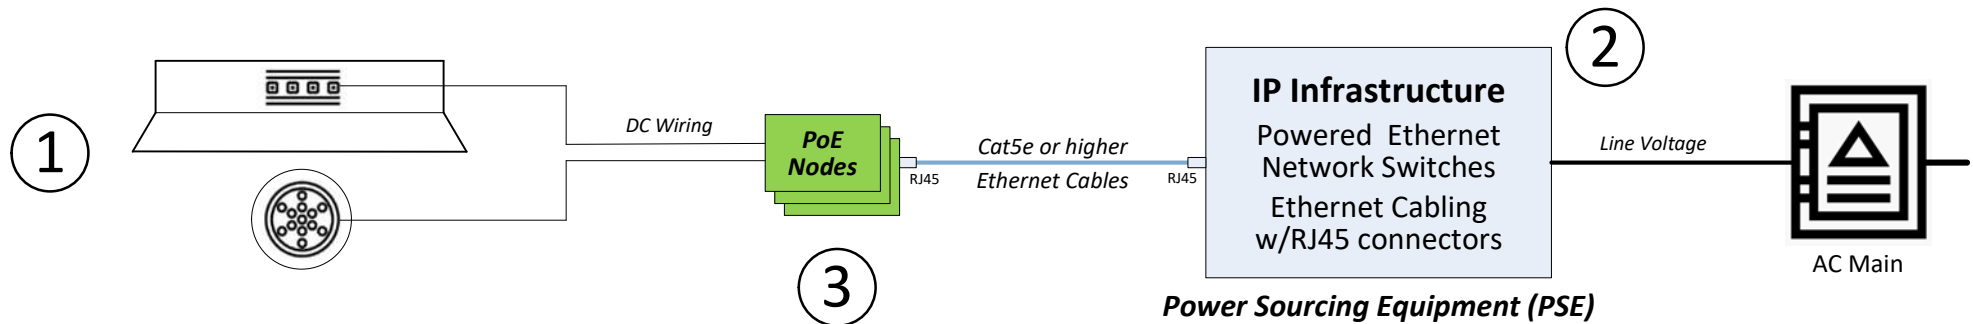 1
DC Wiring
PoE
Nodes
3
RJ45
Cat5e or higher
Ethernet Cables
RJ45
IP Infrastructure
Powered Ethernet
Network Switches
Ethernet Cabling
w/RJ45 connectors
Power Sourcing Equipment (PSE)
2
Line Voltage
AC Main